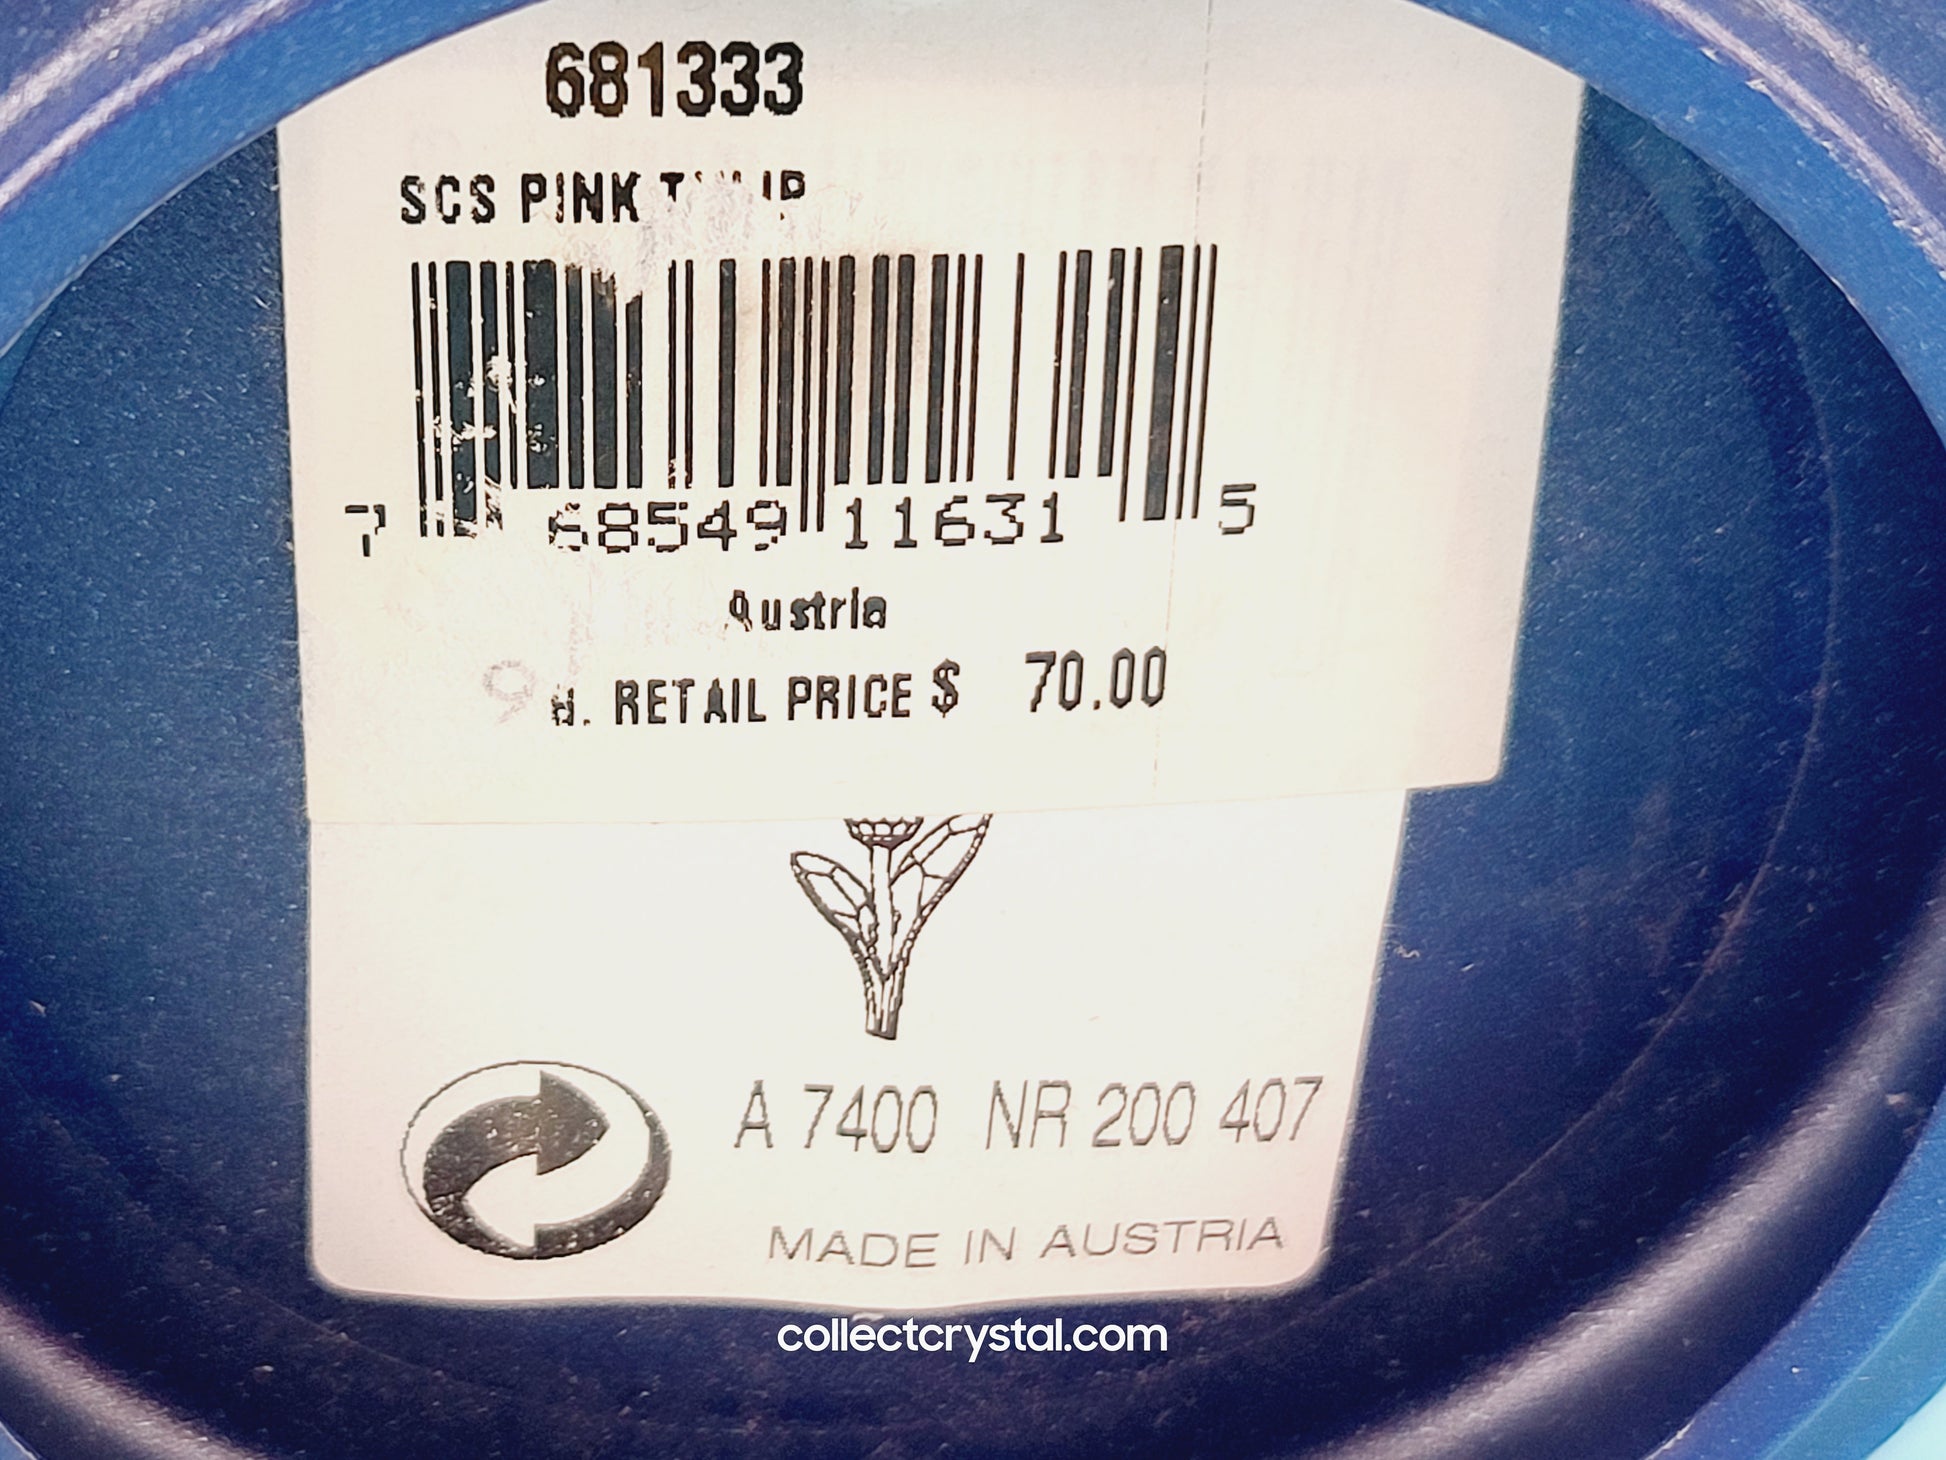 681333
SCS PINK TULIP
7 68549 11631 5
Austria
RETAIL PRICE $ 70.00
A 7400 NR 200 407
MADE IN AUSTRIA
collectcrystal.com